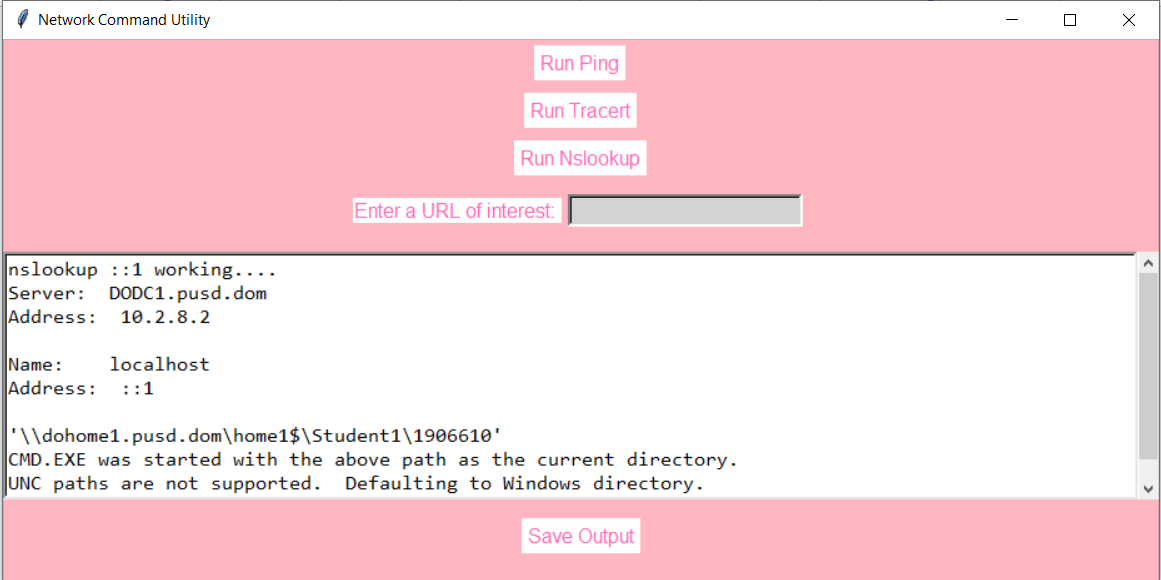 Network Command Utility
Run Ping
Run Tracert
Run Nslookup
Enter a URL of interest:
nslookup ::1 working....
Server:  DODC1.pusd.dom
Address:  10.2.8.2
Name:    localhost
Address:  ::1
'\\dohome1.pusd.dom\home1$\Student1\1906610'
CMD.EXE was started with the above path as the current directory.
UNC paths are not supported.  Defaulting to Windows directory.
Save Output